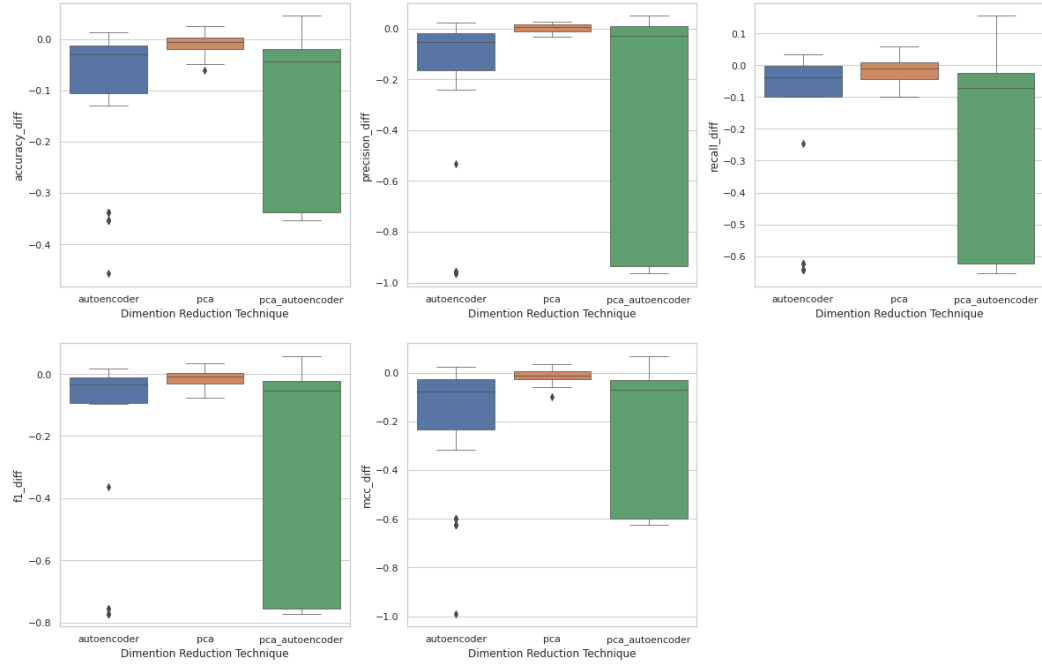 accuracy_diff
0.0
−0.1
−0.2
−0.3
−0.4
autoencoder pca pca_autoencoder
Dimention Reduction Technique
precision_diff
0.0
−0.2
−0.4
−0.6
−0.8
−1.0
autoencoder pca pca_autoencoder
Dimention Reduction Technique
recall_diff
0.1
0.0
−0.1
−0.2
−0.3
−0.4
−0.5
−0.6
autoencoder pca pca_autoencoder
Dimention Reduction Technique
f1_diff
0.0
−0.2
−0.4
−0.6
−0.8
autoencoder pca pca_autoencoder
Dimention Reduction Technique
mcc_diff
0.0
−0.2
−0.4
−0.6
−0.8
−1.0
autoencoder pca pca_autoencoder
Dimention Reduction Technique